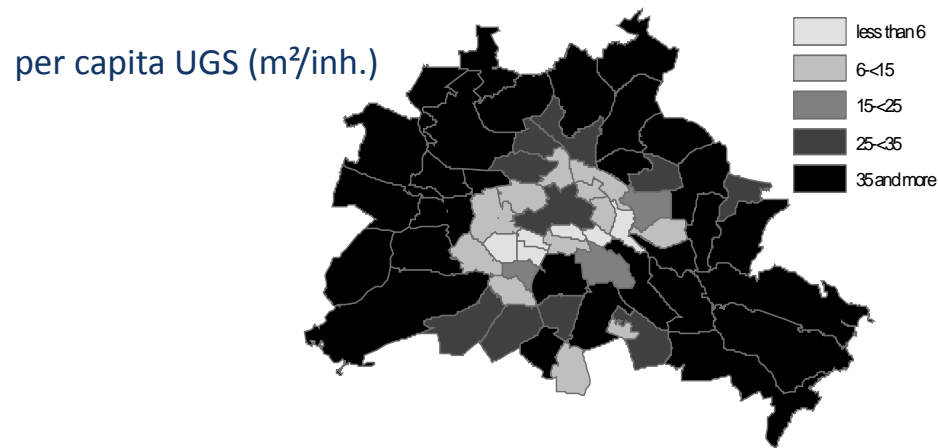 per capita UGS (m²/inh.)
less than 6
6-<15
15-<25
25-<35
35 and more